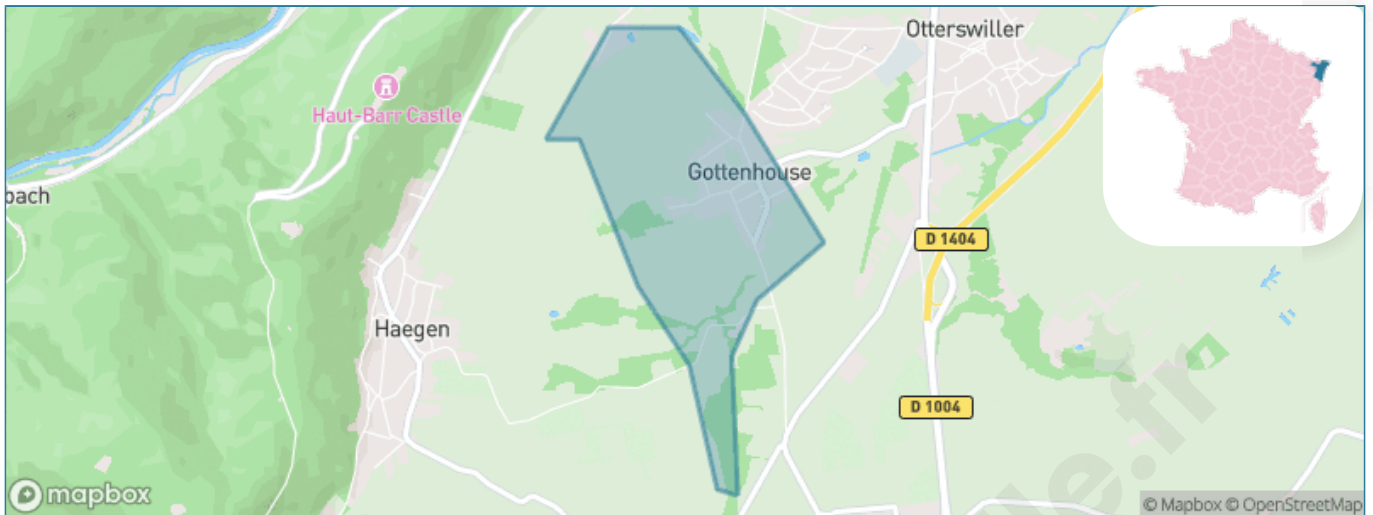 Otterswiller
Haut-Barr Castle
Gottenhouse
bach
D 1404
Haegen
D 1004
mapbox
© Mapbox © OpenStreetMap